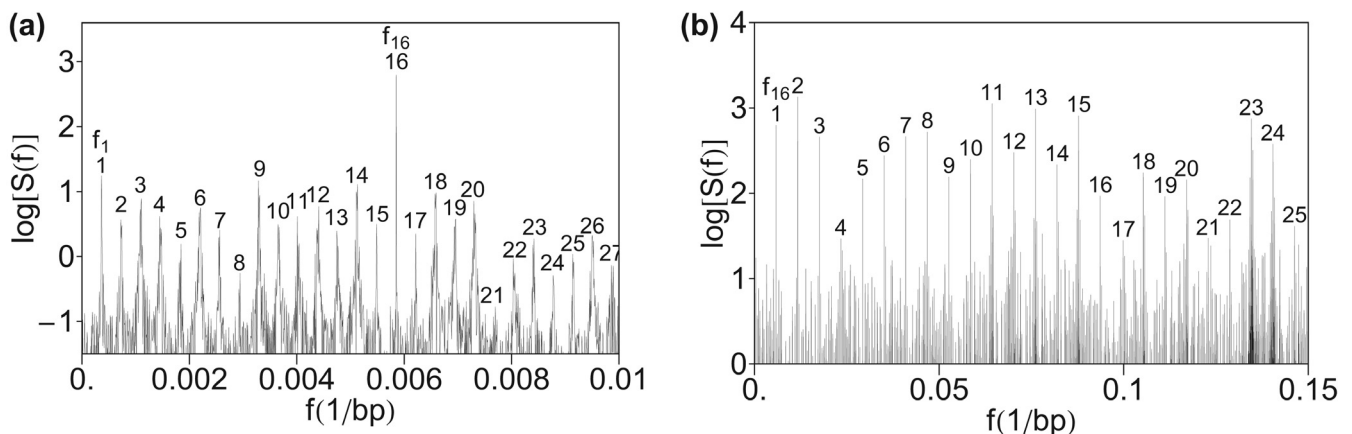 (a)
log[S(f)]
3
2
1
0
−1
f1
f16
1 2 3 4 5 6 7 8 9 10 11 12 13 14 15 16 17 18 19 20 21 22 23 24 25 26 27
0. 0.002 0.004 0.006 0.008 0.01
f(1/bp)
(b)
log[S(f)]
4
3
2
1
0
f16
1 2 3 4 5 6 7 8 9 10 11 12 13 14 15 16 17 18 19 20 21 22 23 24 25
0. 0.05 0.1 0.15
f(1/bp)